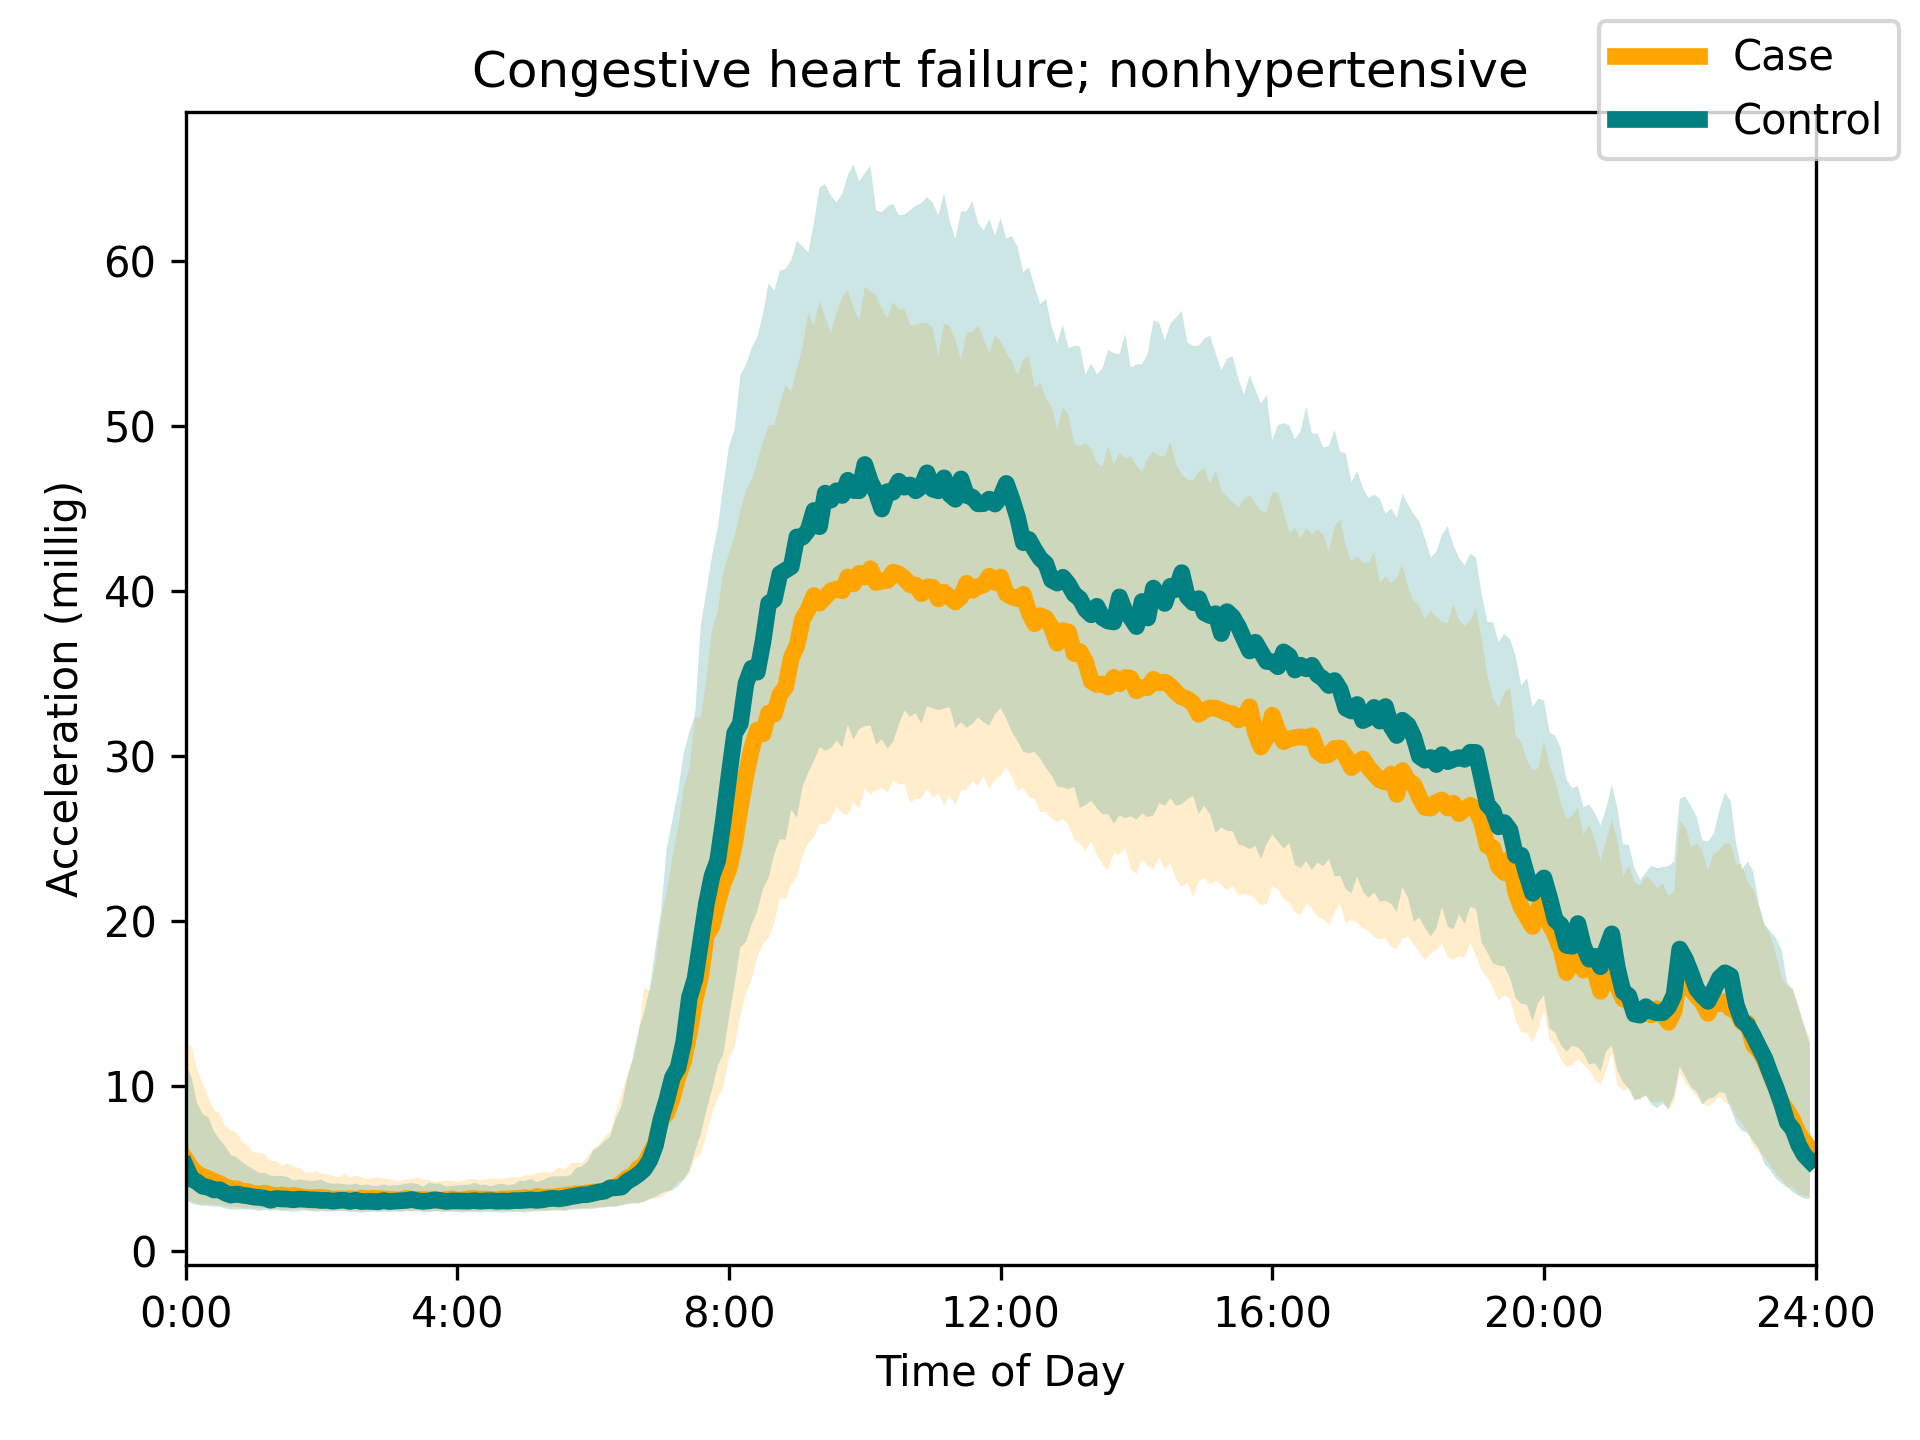 Congestive heart failure; nonhypertensive
Case
Control
Acceleration (millig)
60
50
40
30
20
10
0
0:00 4:00 8:00 12:00 16:00 20:00 24:00
Time of Day